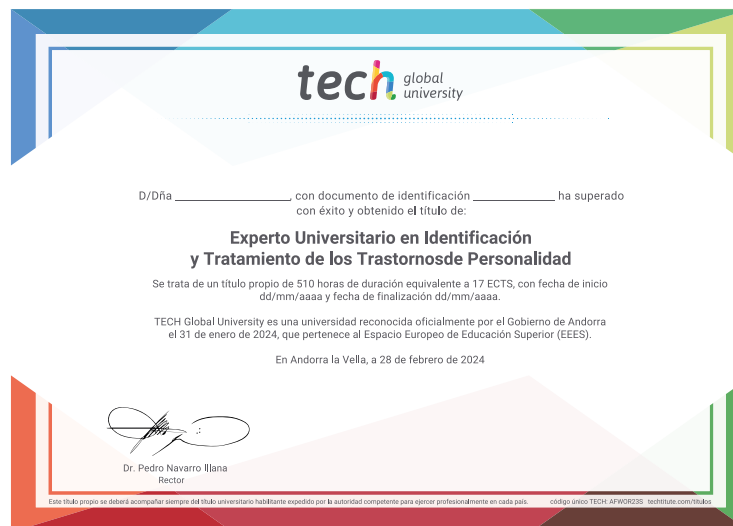 tech global university
D/Dña ____________, con documento de identificación ____________ ha superado
con éxito y obtenido el título de:
Experto Universitario en Identificación
y Tratamiento de los Trastornosde Personalidad
Se trata de un título propio de 510 horas de duración equivalente a 17 ECTS, con fecha de inicio
dd/mm/aaaa y fecha de finalización dd/mm/aaaa.
TECH Global University es una universidad reconocida oficialmente por el Gobierno de Andorra
el 31 de enero de 2024, que pertenece al Espacio Europeo de Educación Superior (EEES).
En Andorra la Vella, a 28 de febrero de 2024
Dr. Pedro Navarro Illana
Rector
Este título propio se deberá acompañar siempre del título universitario habilitante expedido por la autoridad competente para ejercer profesionalmente en cada país. código único TECH: AFWOR23S techtitute.com/titulos